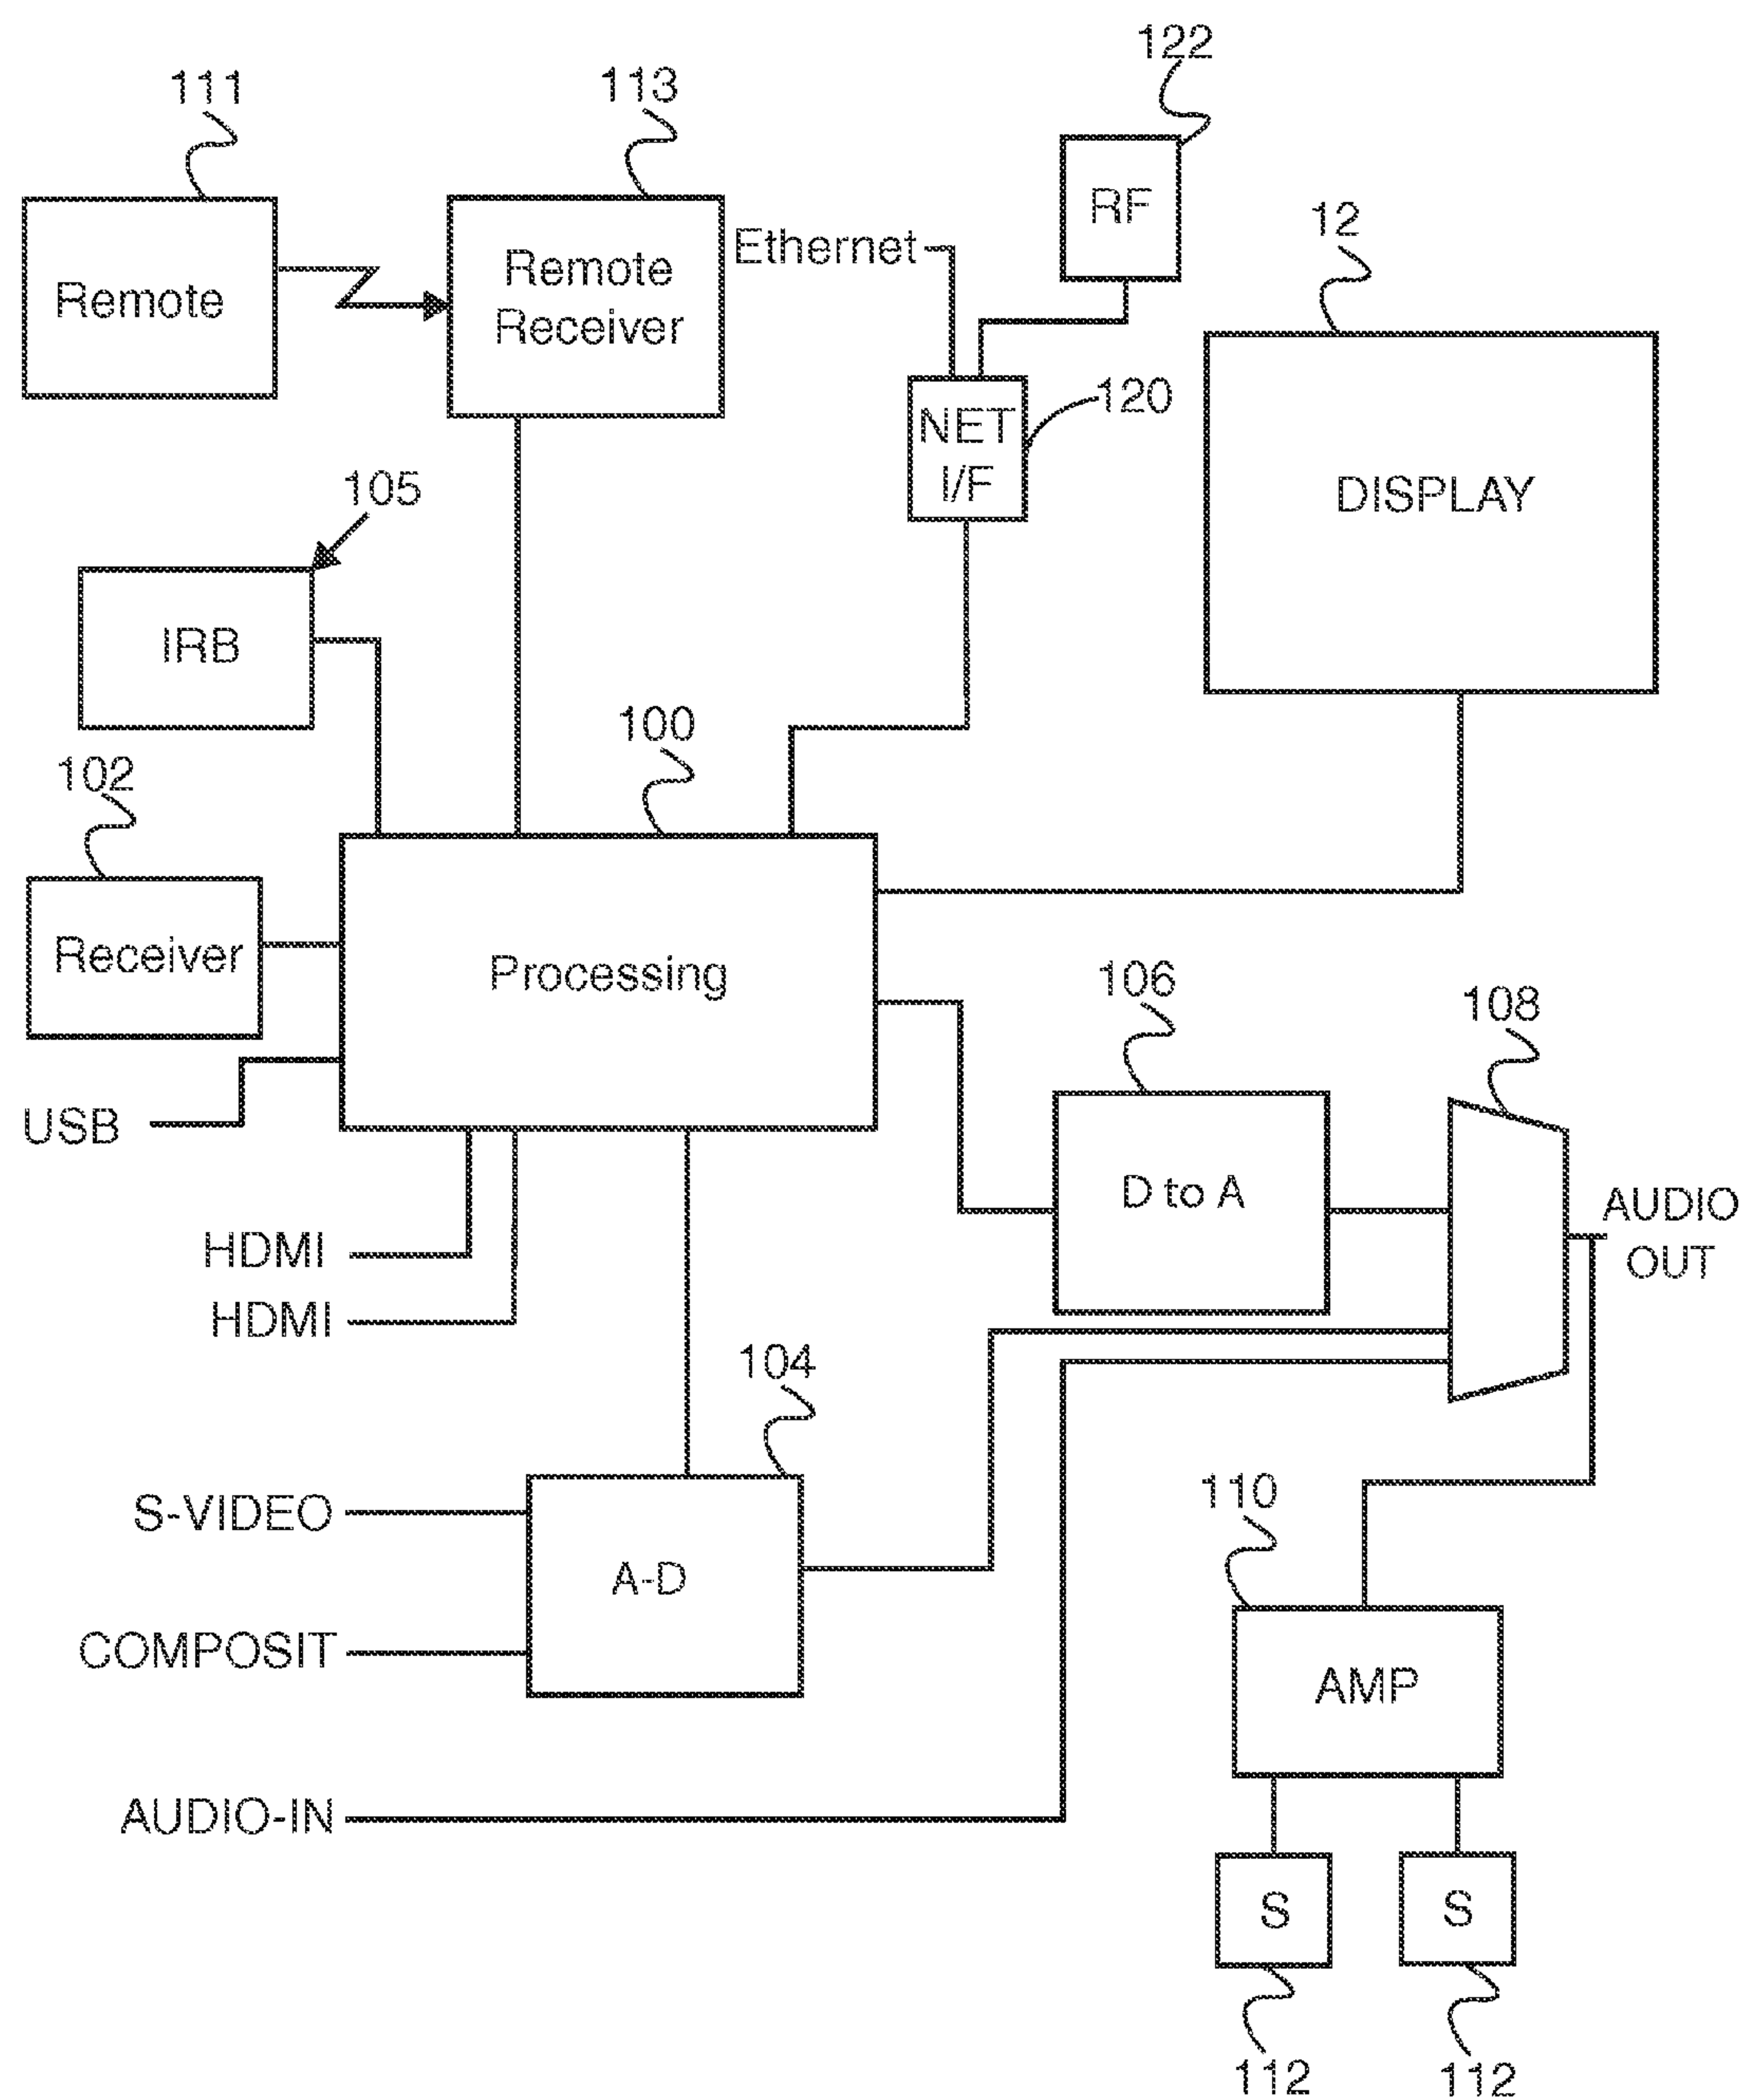 122
111
113
RF
12
Remote
Remote
Receiver
Ethernet
120
NET
I/F
DISPLAY
105
IRB
100
102
Receiver
Processing
106
108
USB
D to A
AUDIO
OUT
HDMI
HDMI
104
110
S-VIDEO
A-D
COMPOSIT
AMP
AUDIO-IN
S
S
112
112